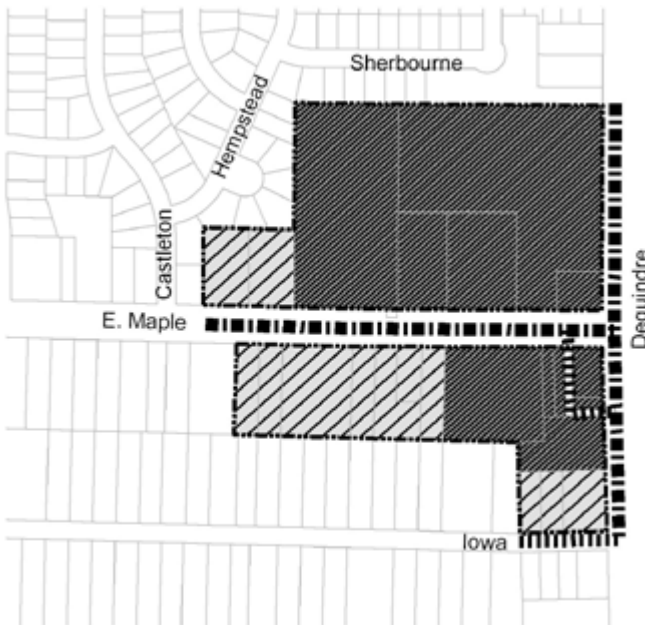 Sherbourne
Hempstead
Castleton
Dequindre
E. Maple
Iowa